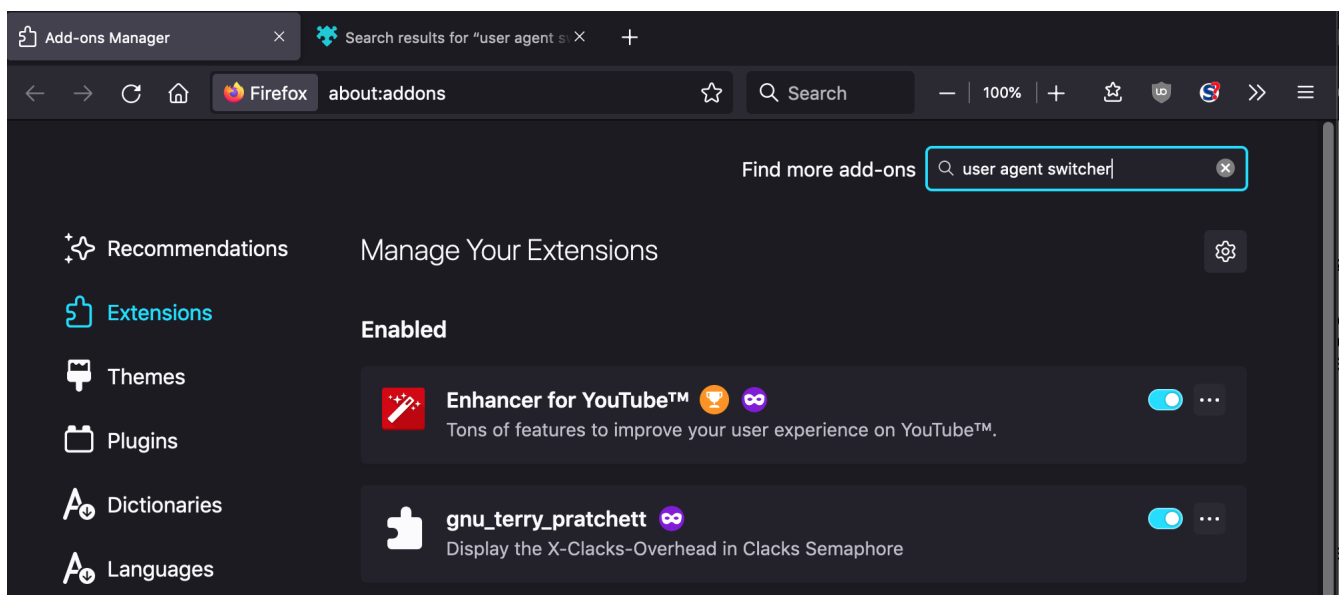 Add-ons Manager
Search results for “user agent s
Firefox about:addons Search 100%
Find more add-ons user agent switcher
Recommendations
Manage Your Extensions
Extensions
Enabled
Themes
Enhancer for YouTube™
Tons of features to improve your user experience on YouTube™.
Plugins
Dictionaries
gnu_terry_pratchett
Display the X-Clacks-Overhead in Clacks Semaphore
Languages